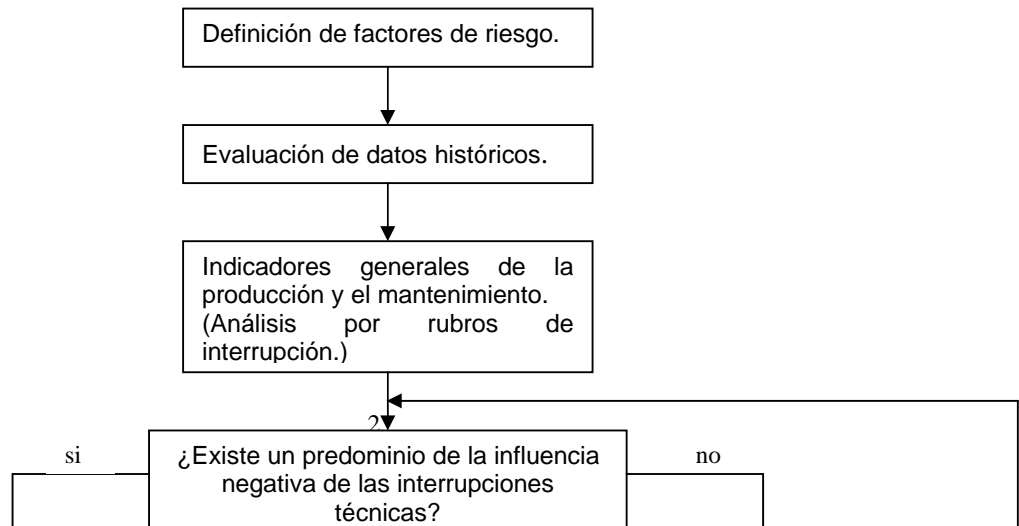 Definición de factores de riesgo.
Evaluación de datos históricos.
Indicadores generales de la
producción y el mantenimiento.
(Análisis por rubros de
interrupción.)
2
si
¿Existe un predominio de la influencia
no
negativa de las interrupciones
técnicas?